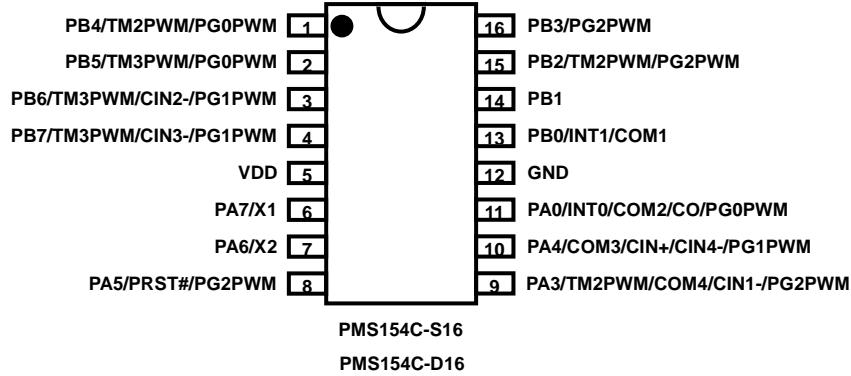 PB4/TM2PWM/PG0PWM 1 16 PB3/PG2PWM
PB5/TM3PWM/PG0PWM 2 15 PB2/TM2PWM/PG2PWM
PB6/TM3PWM/CIN2-/PG1PWM 3 14 PB1
PB7/TM3PWM/CIN3-/PG1PWM 4 13 PB0/INT1/COM1
VDD 5 12 GND
PA7/X1 6 11 PA0/INT0/COM2/CO/PG0PWM
PA6/X2 7 10 PA4/COM3/CIN+/CIN4-/PG1PWM
PA5/PRST#/PG2PWM 8 9 PA3/TM2PWM/COM4/CIN1-/PG2PWM
PMS154C-S16
PMS154C-D16